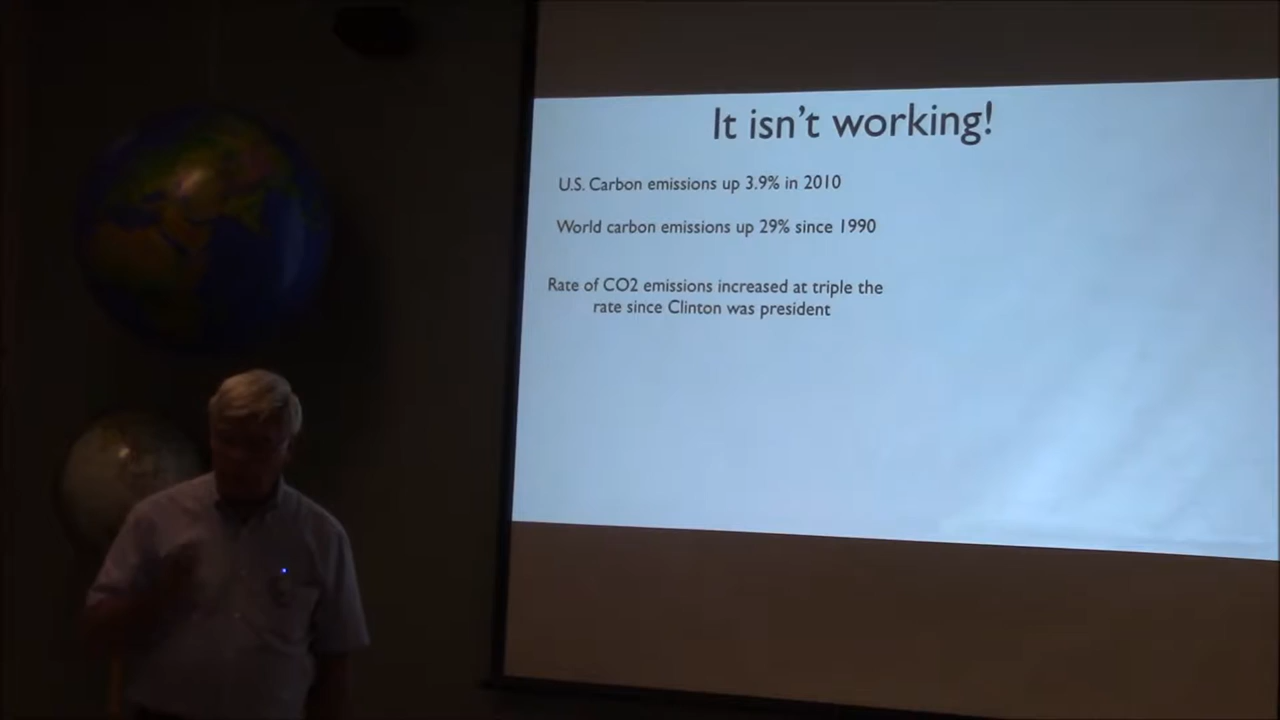 It isn't working!
U.S. Carbon emissions up 3.9% in 2010
World carbon emissions up 29% since 1990
Rate of CO2 emissions increased at triple the
rate since Clinton was president